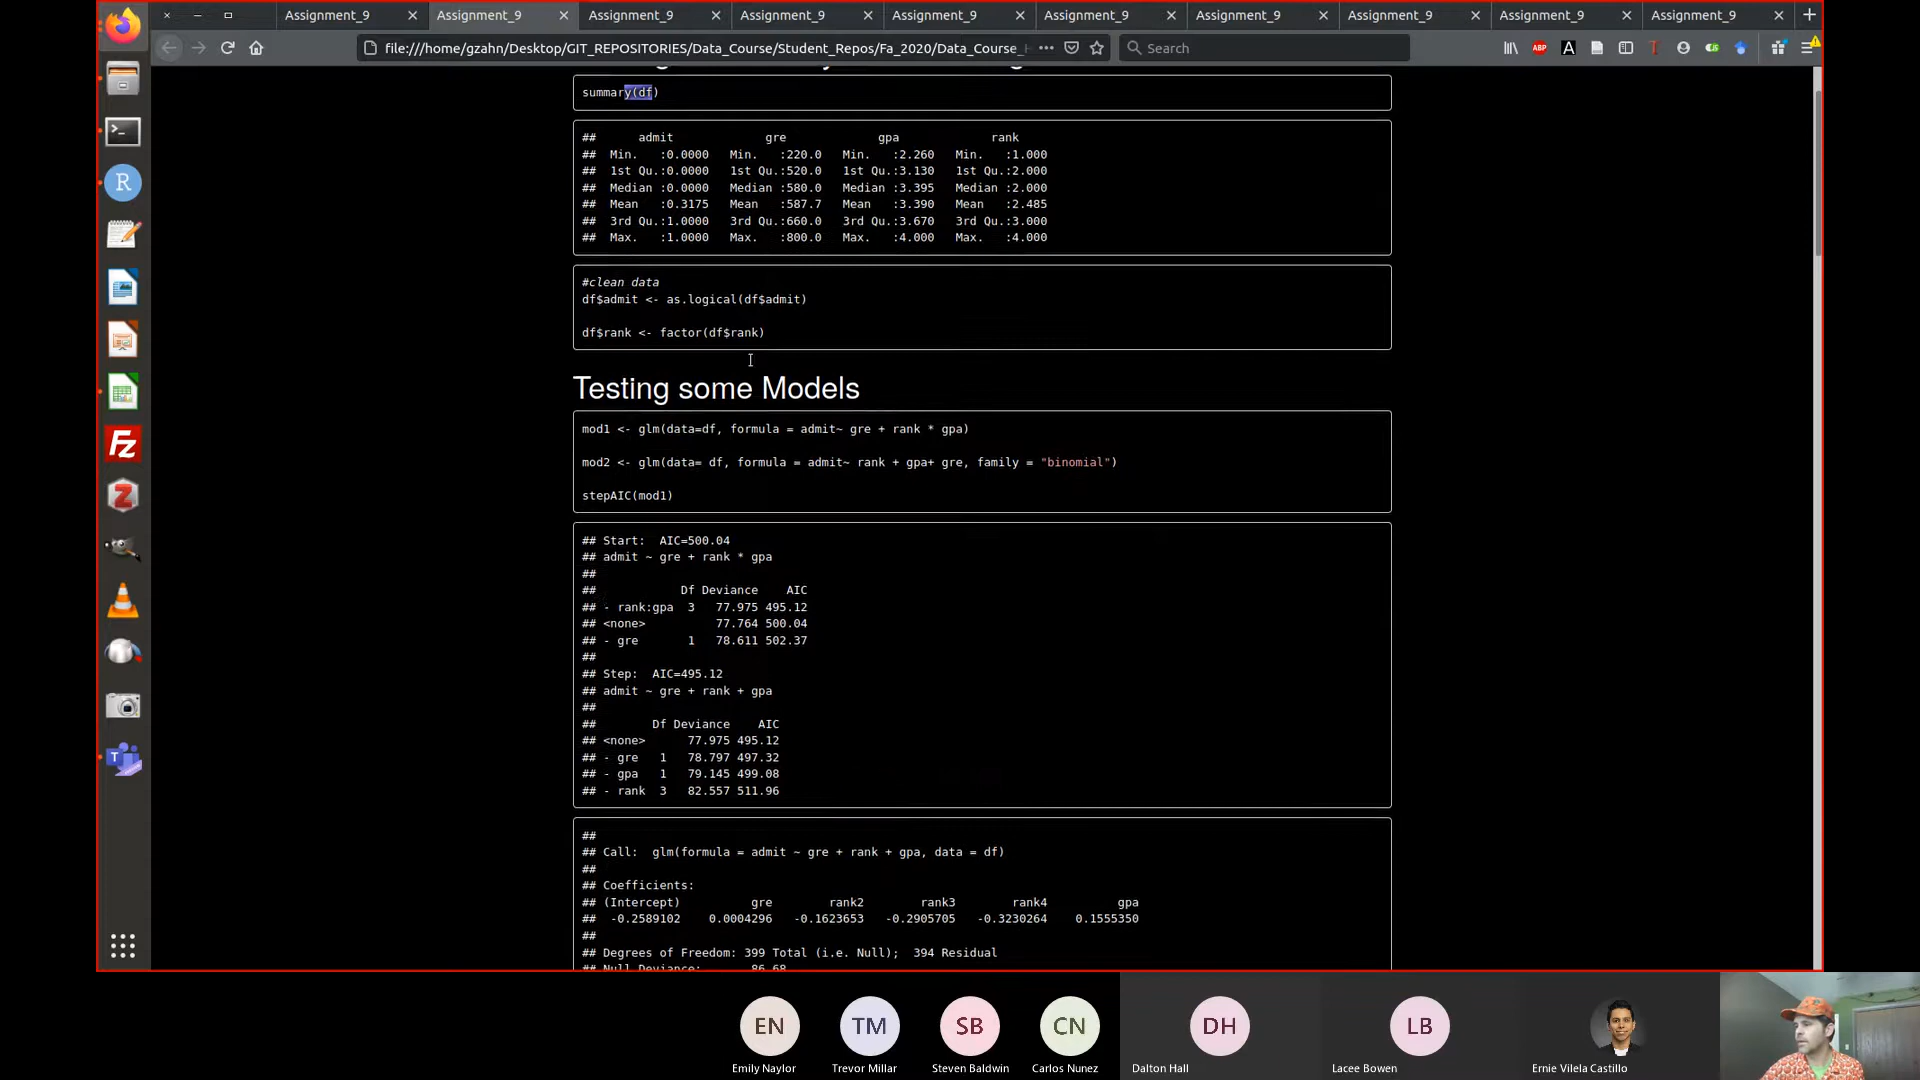 Assignment_9 Assignment_9 Assignment_9 Assignment_9 Assignment_9 Assignment_9 Assignment_9 Assignment_9 Assignment_9 Assignment_9
file:///home/gzahn/Desktop/GIT_REPOSITORIES/Data_Course/Student_Repos/Fa_2020/Data_Course_ Search ABP A
summary(df)
## admit gre gpa rank
## Min. :0.0000 Min. :220.0 Min. :2.260 Min. :1.000
## 1st Qu.:0.0000 1st Qu.:520.0 1st Qu.:3.130 1st Qu.:2.000
## Median :0.0000 Median :580.0 Median :3.395 Median :2.000
## Mean :0.3175 Mean :587.7 Mean :3.390 Mean :2.485
## 3rd Qu.:1.0000 3rd Qu.:660.0 3rd Qu.:3.670 3rd Qu.:3.000
## Max. :1.0000 Max. :800.0 Max. :4.000 Max. :4.000
#clean data
df$admit <- as.logical(df$admit)
df$rank <- factor(df$rank)
Testing some Models
mod1 <- glm(data=df, formula = admit~ gre + rank * gpa)
mod2 <- glm(data= df, formula = admit~ rank + gpa+ gre, family = "binomial")
stepAIC(mod1)
## Start: AIC=500.04
## admit ~ gre + rank * gpa
##
## Df Deviance AIC
## - rank:gpa 3 77.975 495.12
## <none> 77.764 500.04
## - gre 1 78.611 502.37
##
## Step: AIC=495.12
## admit ~ gre + rank + gpa
##
## Df Deviance AIC
## <none> 77.975 495.12
## - gre 1 78.797 497.32
## - gpa 1 79.145 499.08
## - rank 3 82.557 511.96
##
## Call: glm(formula = admit ~ gre + rank + gpa, data = df)
##
## Coefficients:
## (Intercept) gre rank2 rank3 rank4 gpa
## -0.2589102 0.0004296 -0.1623653 -0.2905705 -0.3230264 0.1555350
##
## Degrees of Freedom: 399 Total (i.e. Null); 394 Residual
## Null Deviance: 86.68
EN TM SB CN DH LB
Emily Naylor Trevor Millar Steven Baldwin Carlos Nunez Dalton Hall Lacee Bowen Ernie Vilela Castillo